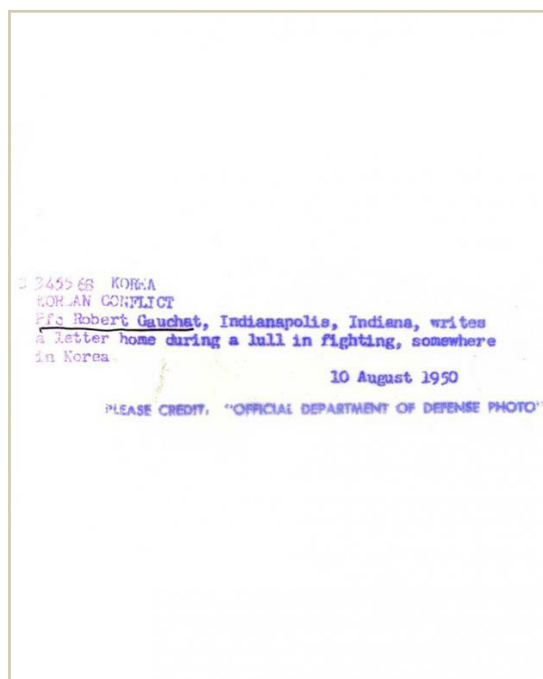 345568 KOREA
KOREAN CONFLICT
Pfc Robert Gauchat, Indianapolis, Indiana, writes
a letter home during a lull in fighting, somewhere
in Korea
10 August 1950
PLEASE CREDIT: "OFFICIAL DEPARTMENT OF DEFENSE PHOTO"